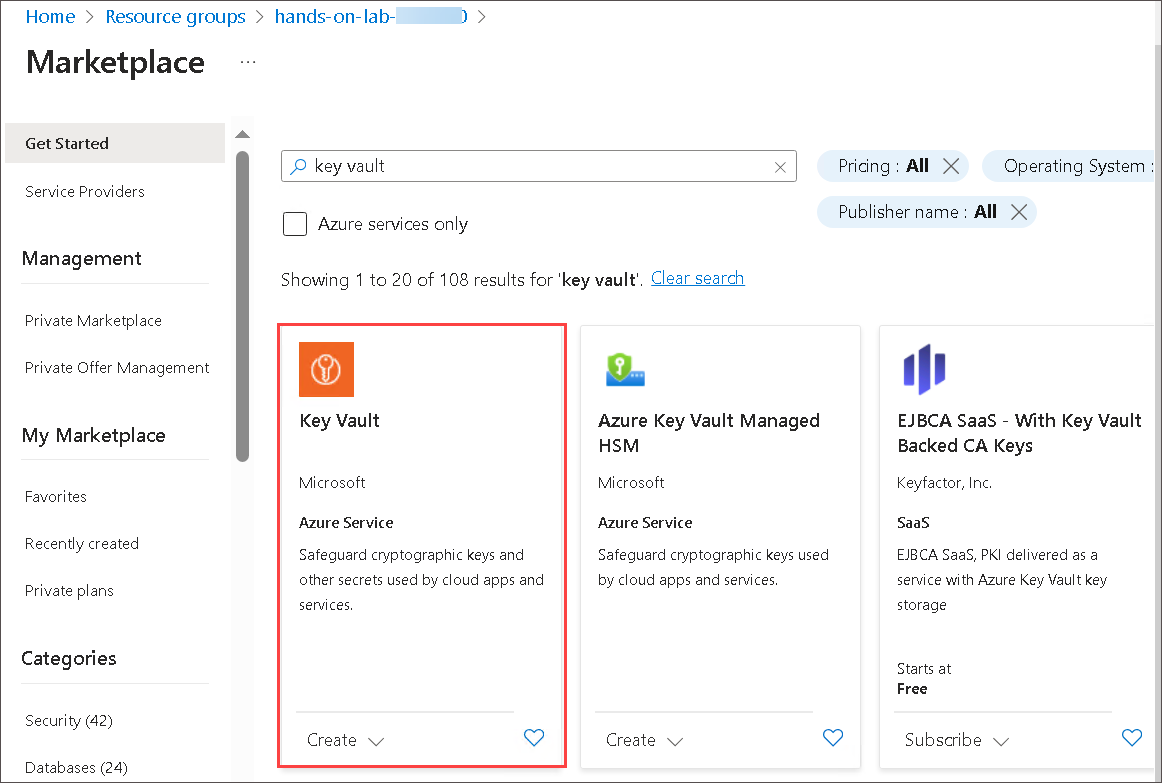 Home > Resource groups > hands-on-lab- 0 >
Marketplace ...
Get Started
Service Providers
Management
Private Marketplace
Private Offer Management
My Marketplace
Favorites
Recently created
Private plans
Categories
Security (42)
Databases (24)
key vault
Pricing : All
Operating System :
Azure services only
Publisher name : All
Showing 1 to 20 of 108 results for 'key vault'. Clear search
Key Vault
Microsoft
Azure Service
Safeguard cryptographic keys and
other secrets used by cloud apps and
services.
Create
Azure Key Vault Managed
HSM
Microsoft
Azure Service
Safeguard cryptographic keys used
by cloud apps and services.
Create
EJBCA SaaS - With Key Vault
Backed CA Keys
Keyfactor, Inc.
SaaS
EJBCA SaaS, PKI delivered as a
service with Azure Key Vault key
storage
Starts at
Free
Subscribe